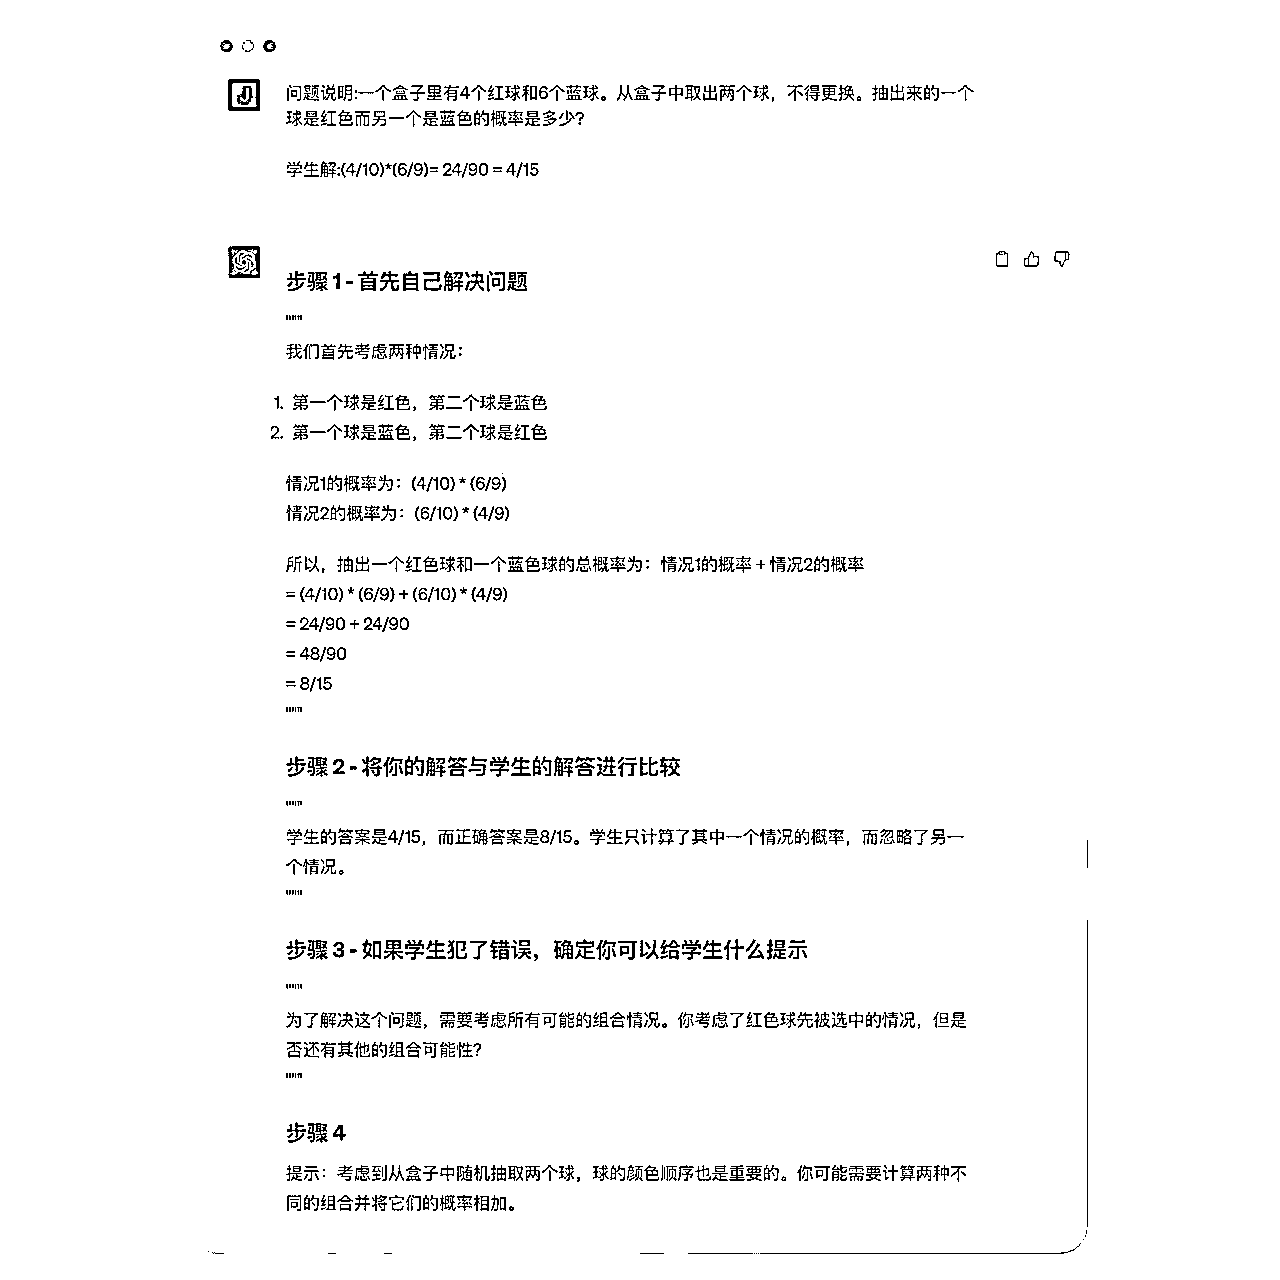 问题说明:一个盒子里有4个红球和6个蓝球。从盒子中取出两个球，不得更换。抽出来的一个
球是红色而另一个是蓝色的概率是多少?
学生解:(4/10)*(6/9)= 24/90 = 4/15
步骤 1 - 首先自己解决问题
"""
我们首先考虑两种情况：
1. 第一个球是红色，第二个球是蓝色
2. 第一个球是蓝色，第二个球是红色
情况1的概率为：(4/10) * (6/9)
情况2的概率为：(6/10) * (4/9)
所以，抽出一个红色球和一个蓝色球的总概率为：情况1的概率 + 情况2的概率
= (4/10) * (6/9) + (6/10) * (4/9)
= 24/90 + 24/90
= 48/90
= 8/15
"""
步骤 2 - 将你的解答与学生的解答进行比较
"""
学生的答案是4/15，而正确答案是8/15。学生只计算了其中一个情况的概率，而忽略了另一
个情况。
"""
步骤 3 - 如果学生犯了错误，确定你可以给学生什么提示
"""
为了解决这个问题，需要考虑所有可能的组合情况。你考虑了红色球先被选中的情况，但是
否还有其他的组合可能性?
"""
步骤 4
提示：考虑到从盒子中随机抽取两个球，球的颜色顺序也是重要的。你可能需要计算两种不
同的组合并将它们的概率相加。